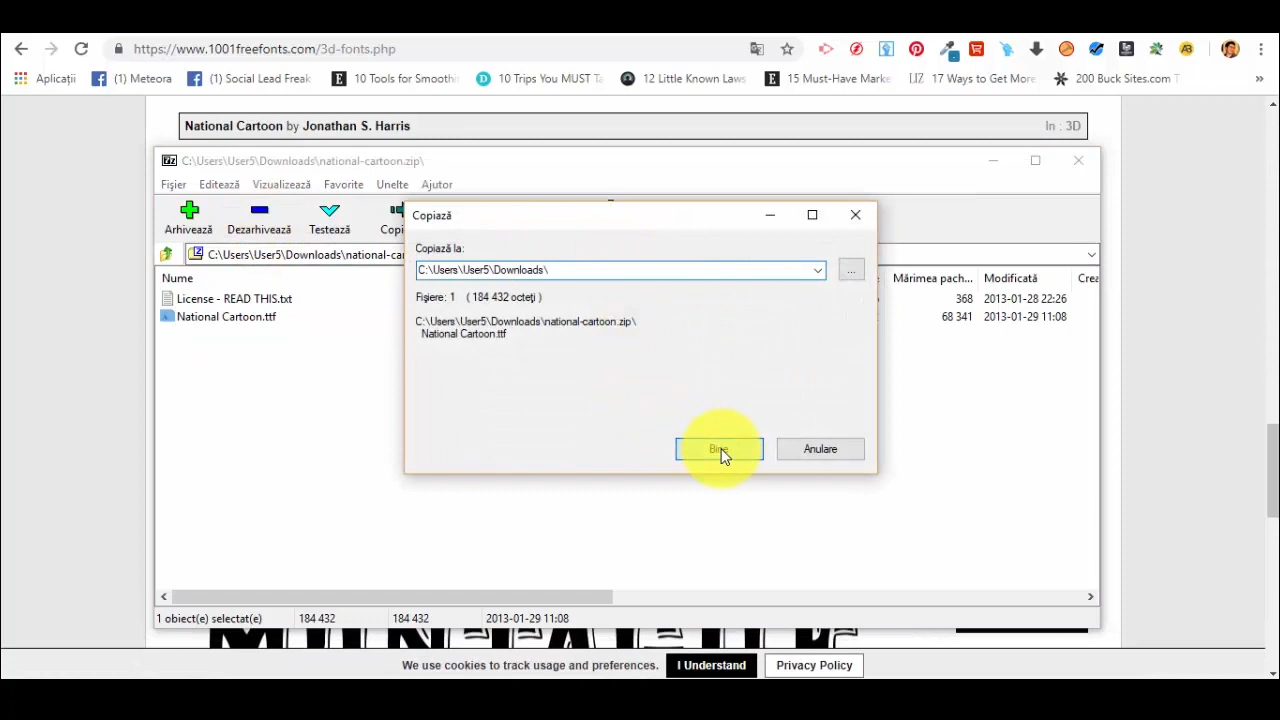 https://www.1001freefonts.com/3d-fonts.php
Aplicații
(1) Meteora
(1) Social Lead Freak
10 Tools for Smoothi
10 Trips You MUST Ta
12 Little Known Laws
15 Must-Have Marke
17 Ways to Get More
200 Buck Sites.com T
»
National Cartoon by Jonathan S. Harris
In : 3D
C:\Users\User5\Downloads\national-cartoon.zip\
Fișier
Editează
Vizualizează
Favorite
Unelte
Ajutor
Arhivează
Dezarhivează
Testează
Copi
C:\Users\User5\Downloads\national-ca
Nume
Mărimea pach...
Modificată
Crea
License - READ THIS.txt
368
2013-01-28 22:26
National Cartoon.ttf
68 341
2013-01-29 11:08
Copiază
Copiază la:
C:\Users\User5\Downloads\
...
Fișiere: 1 ( 184 432 octeți )
C:\Users\User5\Downloads\national-cartoon.zip\
National Cartoon.ttf
Bine
Anulare
1 obiect(e) selectat(e)
184 432
184 432
2013-01-29 11:08
We use cookies to track usage and preferences.
I Understand
Privacy Policy